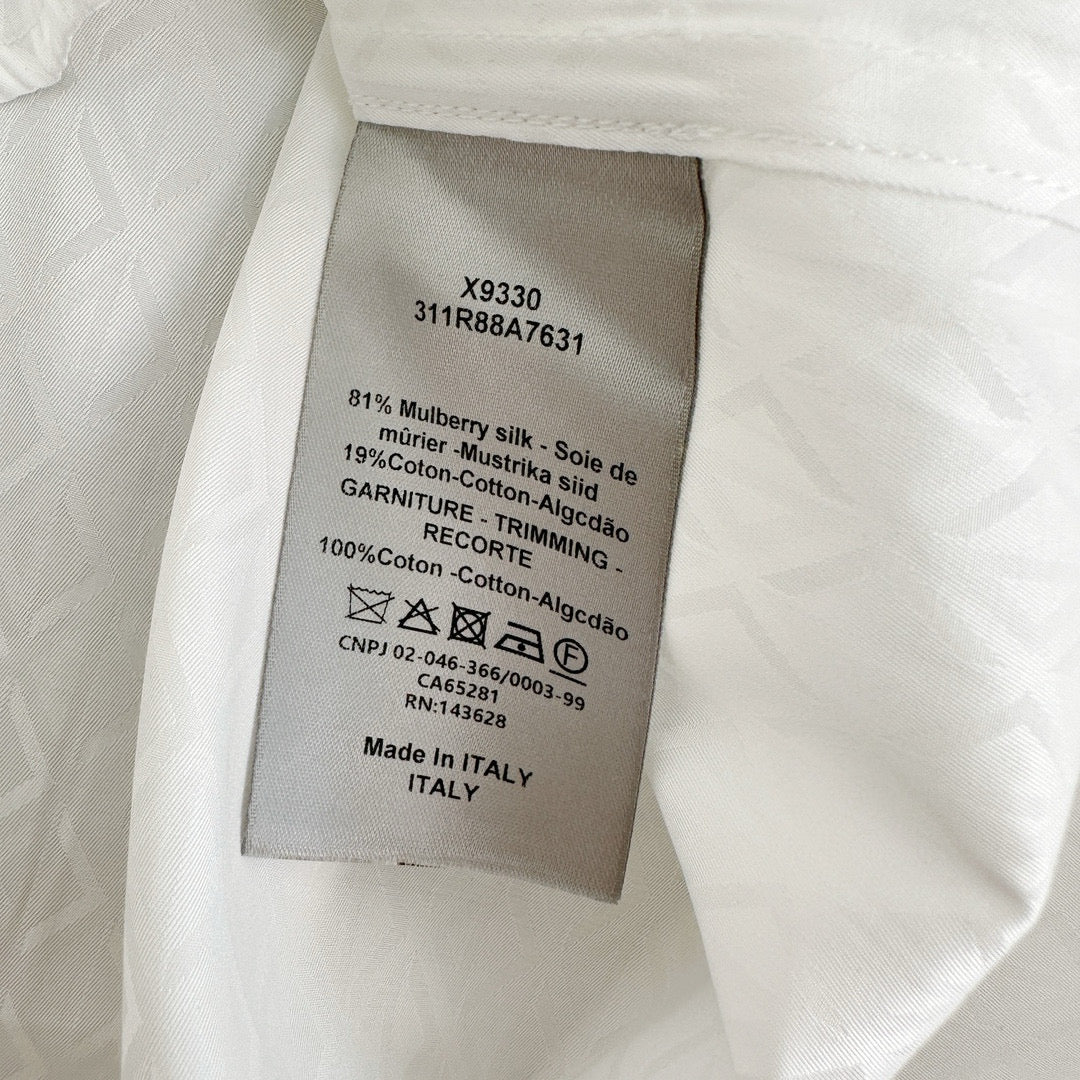 X9330
311R88A7631
81% Mulberry silk - Soie de
mûrier -Mustrika siid
19%Coton-Cotton-Algcdão
GARNITURE - TRIMMING -
RECORTE
100%Coton -Cotton-Algcdão
F
CNPJ 02-046-366/0003-99
CA65281
RN:143628
Made In ITALY
ITALY